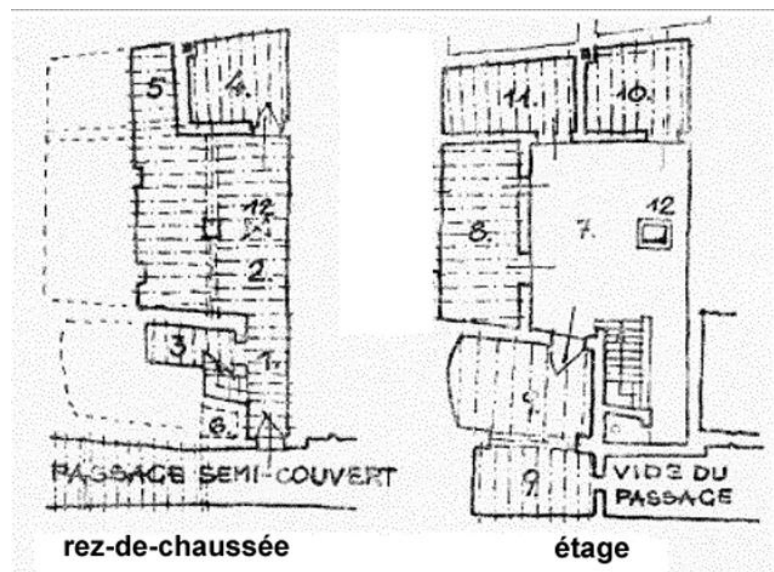 5
4.
12
2
3
1.
6.
PASSAGE SEMI-COUVERT
rez-de-chaussée
11.
10.
8.
7.
12
9.
9
VIDE DU
PASSAGE
étage